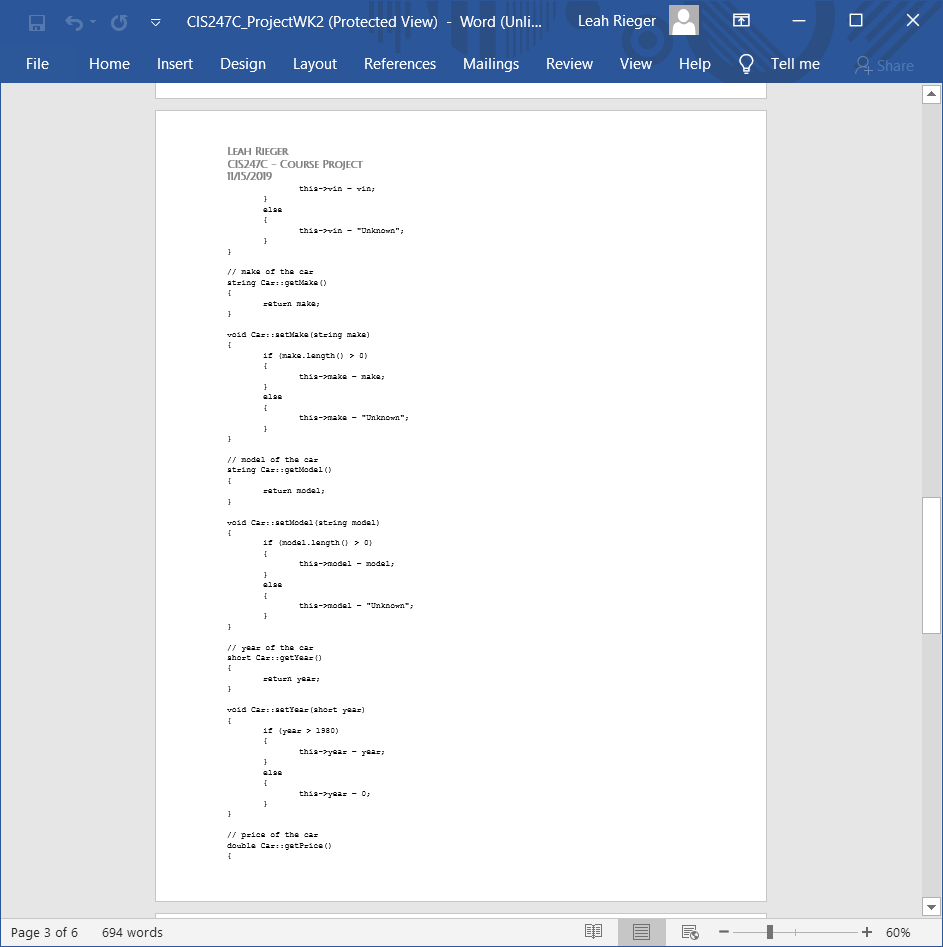 CIS247C_ProjectWK2 (Protected View) - Word (Unli...
Leah Rieger
File Home Insert Design Layout References Mailings Review View Help Tell me Share
LEAH RIEGER
CIS247C – COURSE PROJECT
11/15/2019
this->vin = vin;
}
else
{
this->vin = "Unknown";
}
}
// make of the car
string Car::getMake()
{
return make;
}
void Car::setMake(string make)
{
if (make.length() > 0)
{
this->make = make;
}
else
{
this->make = "Unknown";
}
}
// model of the car
string Car::getModel()
{
return model;
}
void Car::setModel(string model)
{
if (model.length() > 0)
{
this->model = model;
}
else
{
this->model = "Unknown";
}
}
// year of the car
short Car::getYear()
{
return year;
}
void Car::setYear(short year)
{
if (year > 1980)
{
this->year = year;
}
else
{
this->year = 0;
}
}
// price of the car
double Car::getPrice()
{
Page 3 of 6 694 words 60%